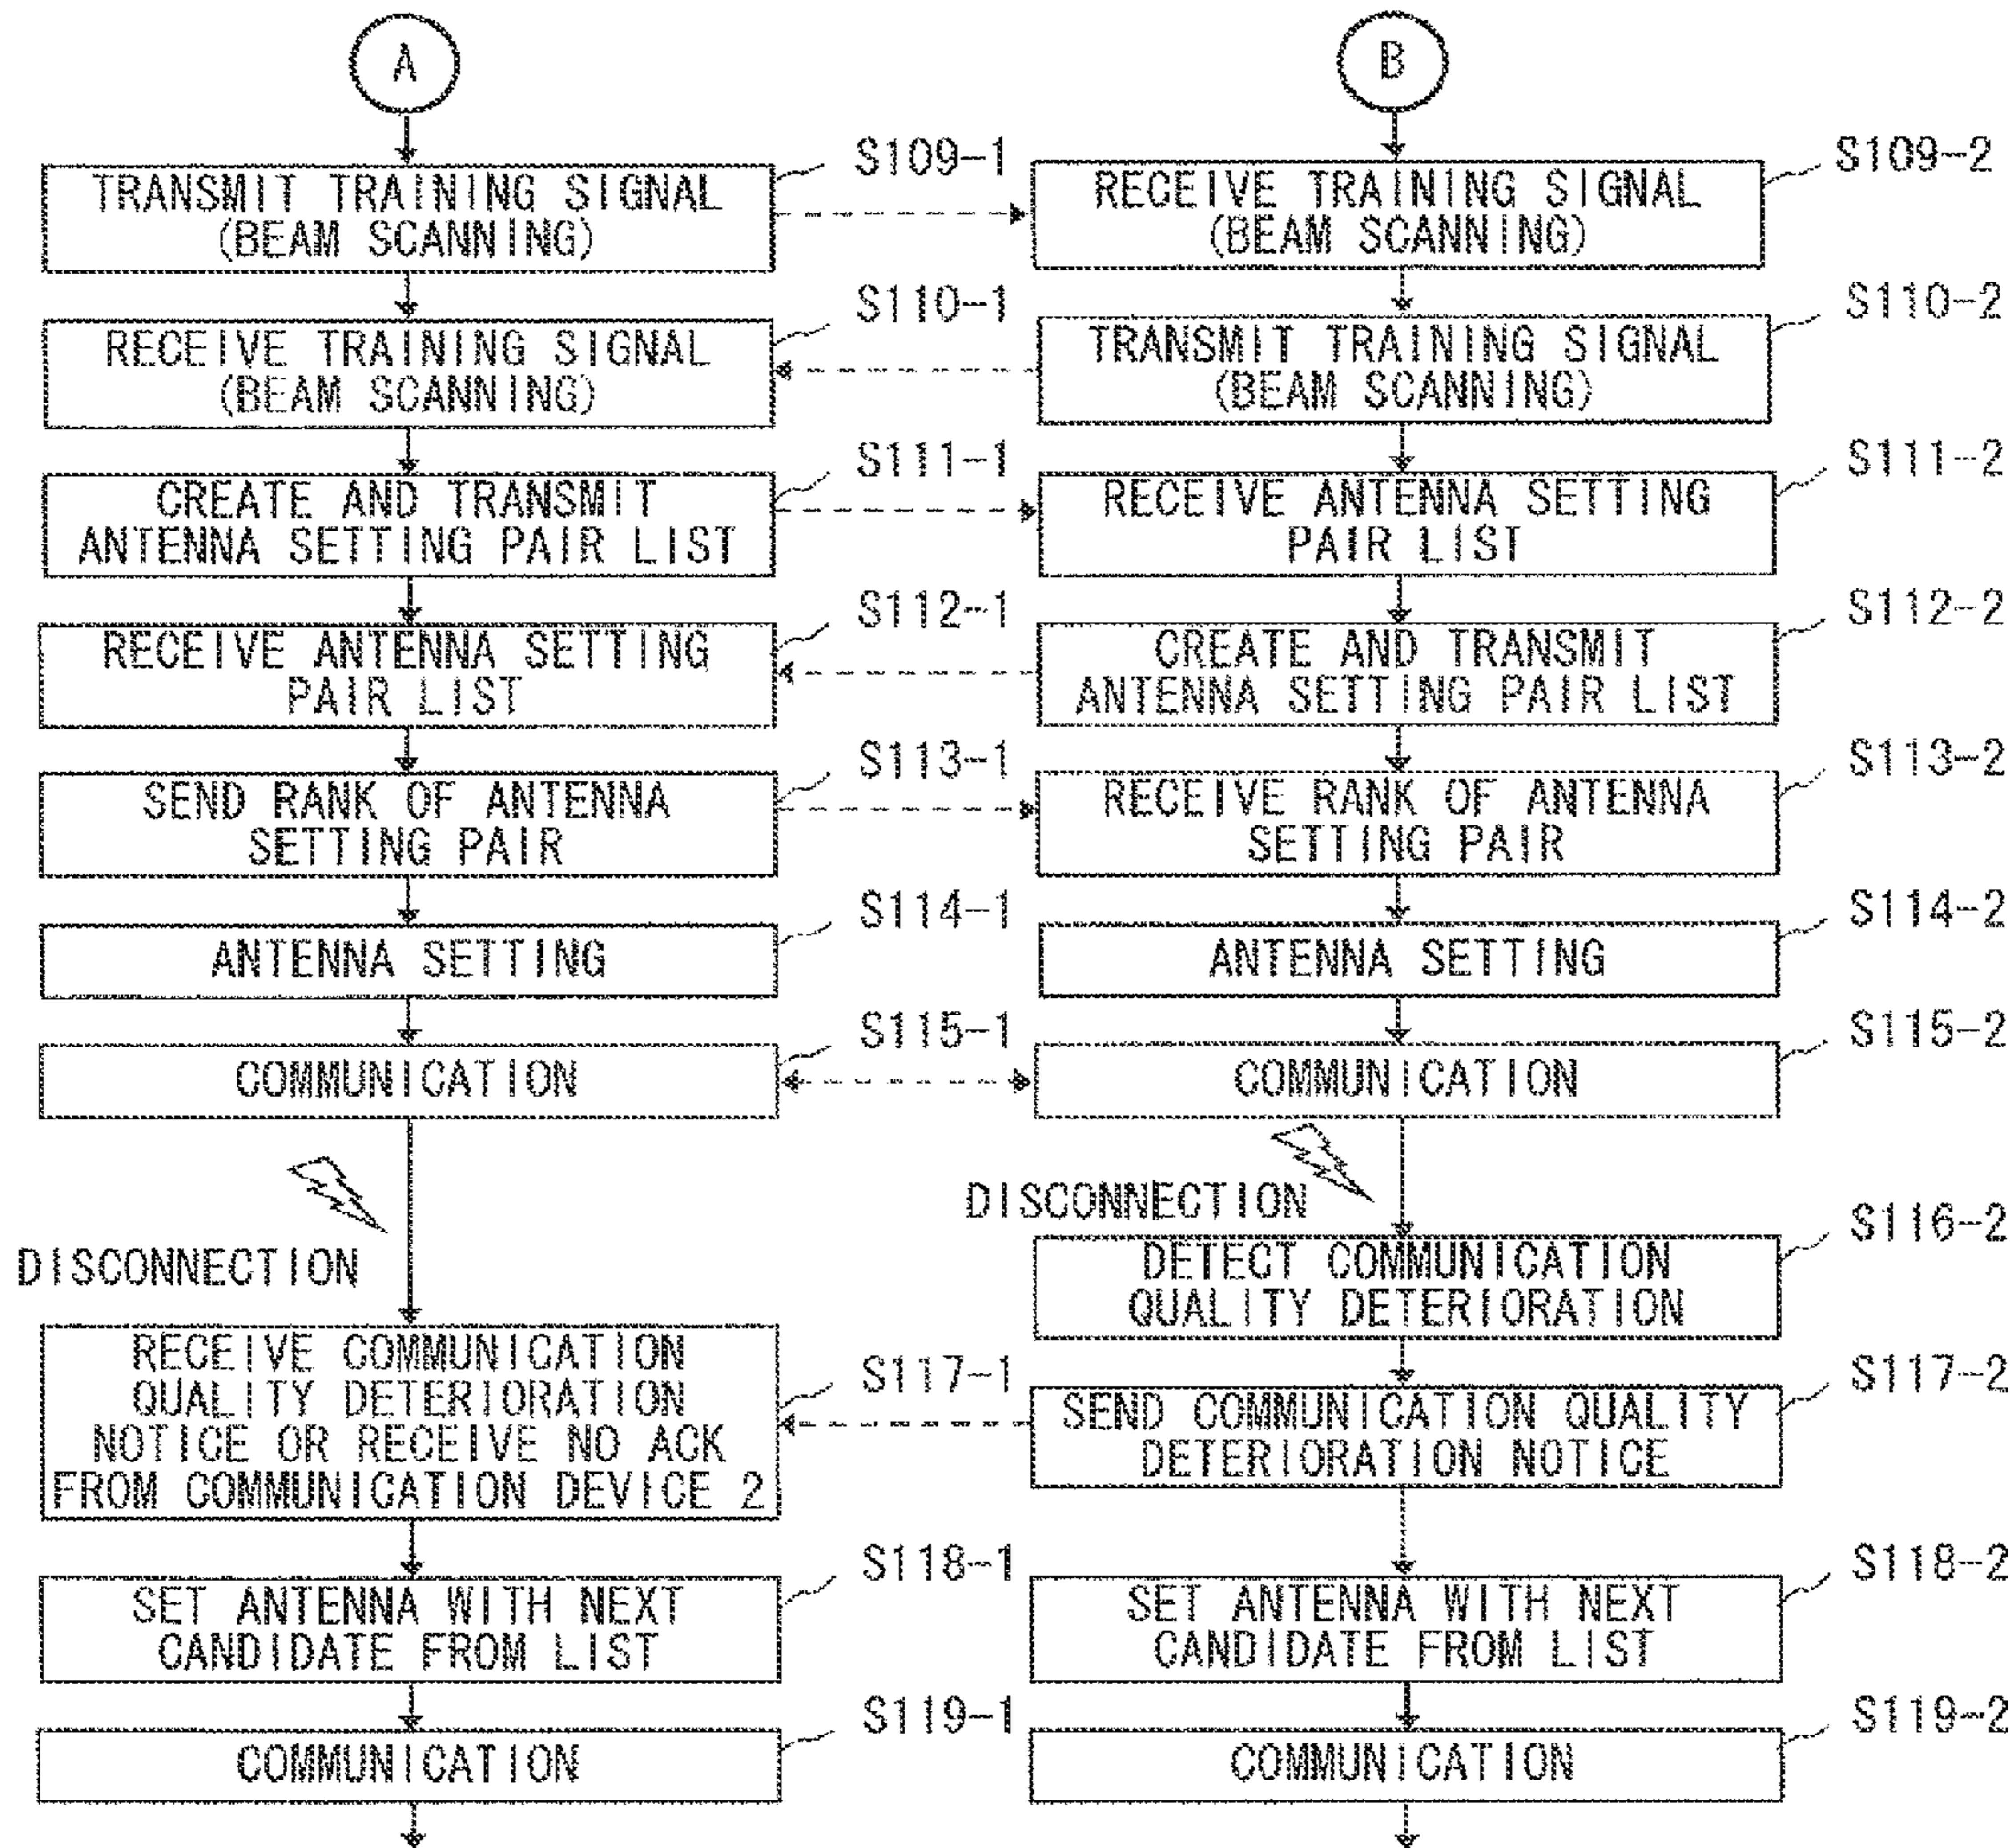 A
B
S109-1
TRANSMIT TRAINING SIGNAL
(BEAM SCANNING)
S109-2
RECEIVE TRAINING SIGNAL
(BEAM SCANNING)
S110-1
RECEIVE TRAINING SIGNAL
(BEAM SCANNING)
S110-2
TRANSMIT TRAINING SIGNAL
(BEAM SCANNING)
S111-1
CREATE AND TRANSMIT
ANTENNA SETTING PAIR LIST
S111-2
RECEIVE ANTENNA SETTING
PAIR LIST
S112-1
RECEIVE ANTENNA SETTING
PAIR LIST
S112-2
CREATE AND TRANSMIT
ANTENNA SETTING PAIR LIST
S113-1
SEND RANK OF ANTENNA
SETTING PAIR
S113-2
RECEIVE RANK OF ANTENNA
SETTING PAIR
S114-1
ANTENNA SETTING
S114-2
ANTENNA SETTING
S115-1
COMMUNICATION
S115-2
COMMUNICATION
DISCONNECTION
DISCONNECTION
S116-2
DETECT COMMUNICATION
QUALITY DETERIORATION
S117-1
RECEIVE COMMUNICATION
QUALITY DETERIORATION
NOTICE OR RECEIVE NO ACK
FROM COMMUNICATION DEVICE 2
S117-2
SEND COMMUNICATION QUALITY
DETERIORATION NOTICE
S118-1
SET ANTENNA WITH NEXT
CANDIDATE FROM LIST
S118-2
SET ANTENNA WITH NEXT
CANDIDATE FROM LIST
S119-1
COMMUNICATION
S119-2
COMMUNICATION